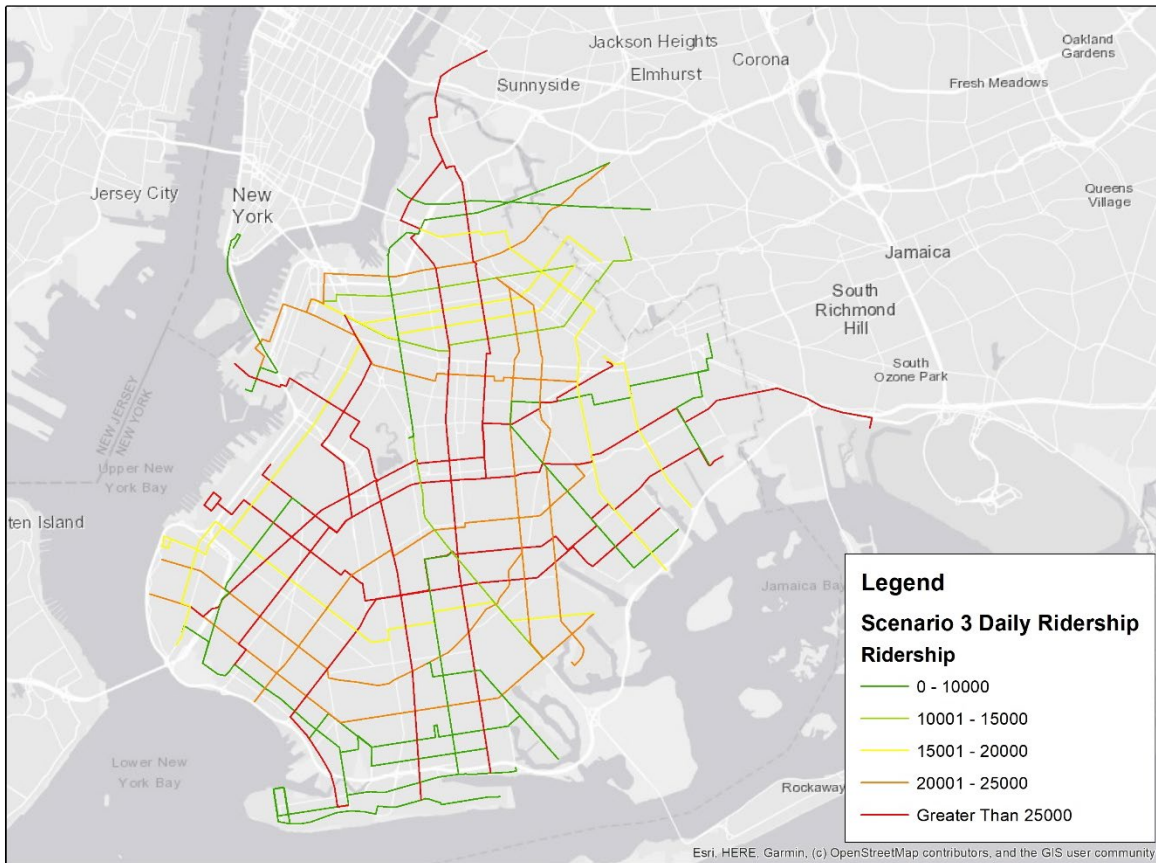 Jackson Heights
Oakland
Gardens
Corona
Elmhurst
Sunnyside
Fresh Meadows
Jersey City
New
York
Queens
Village
Jamaica
South
Richmond
Hill
South
Ozone Park
NEW JERSEY
NEW YORK
Upper New
York Bay
ten Island
Jamaica Bay
Lower New
York Bay
Rockaway
Legend
Scenario 3 Daily Ridership
Ridership
0 - 10000
10001 - 15000
15001 - 20000
20001 - 25000
Greater Than 25000
Esri, HERE, Garmin, (c) OpenStreetMap contributors, and the GIS user community